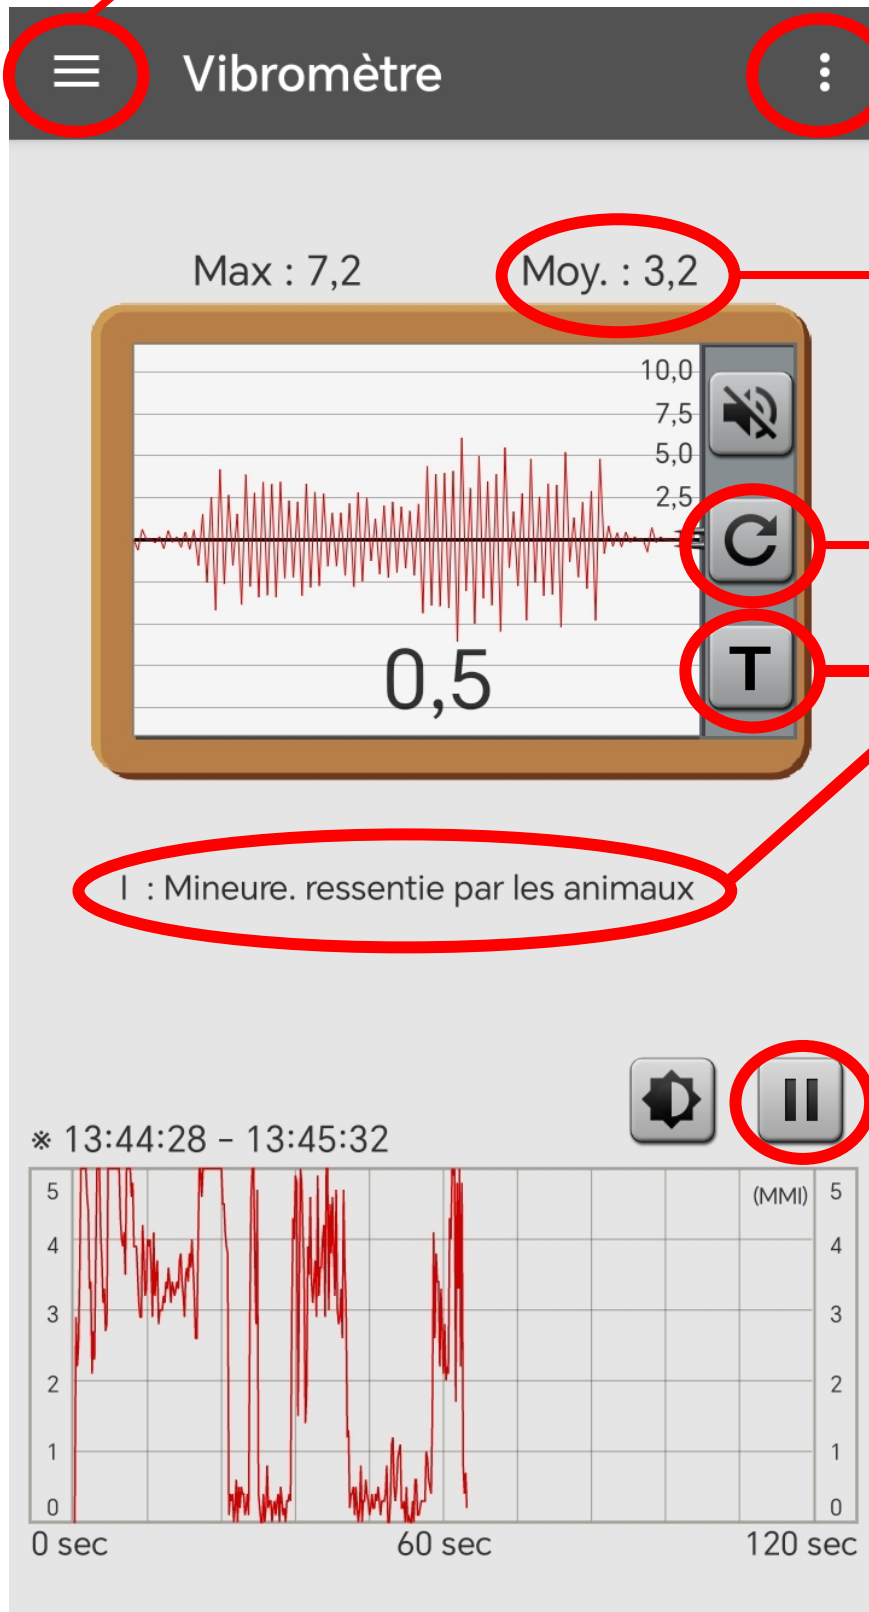 Vibromètre
Max : 7,2
Moy. : 3,2
10,0
7,5
5,0
2,5
T
0,5
I : Mineure. ressentie par les animaux
※ 13:44:28 - 13:45:32
5
(MMI)
5
4
4
3
3
2
2
1
1
0
0
0 sec
60 sec
120 sec